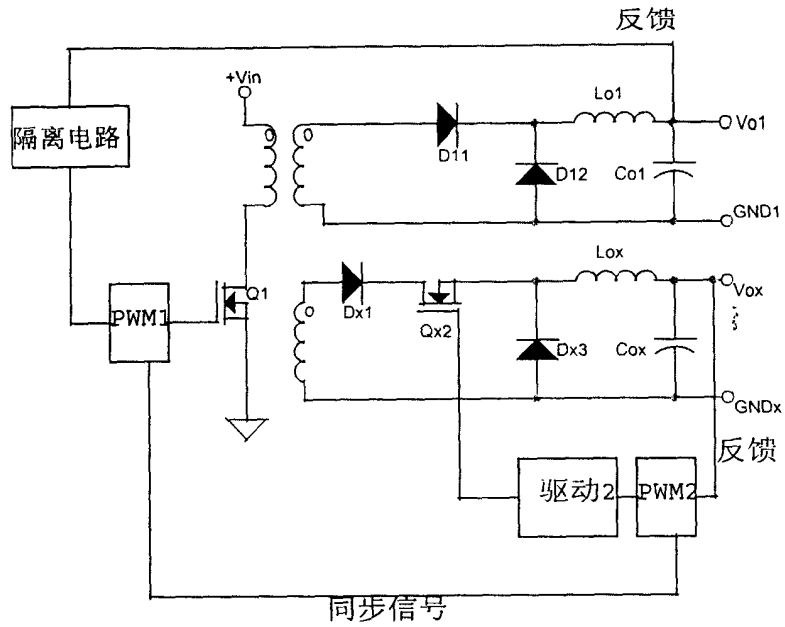 反馈
+Vin
Lo1
隔离电路
D11
D12
Co1
Vo1
GND1
Lox
PWM1
Q1
Dx1
Qx2
Dx3
Cox
Vox
GNDx
反馈
驱动2
PWM2
同步信号